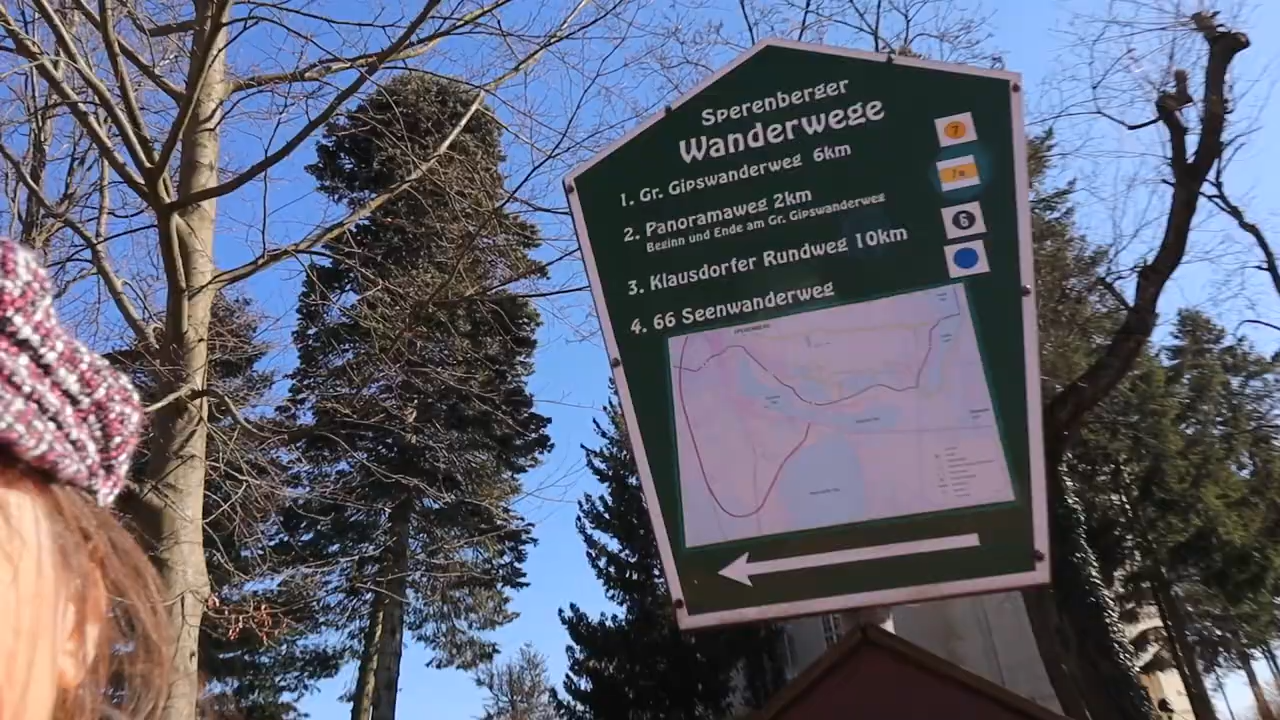 Sperenberger
Wanderwege
1. Gr. Gipswanderweg 6km
7
2. Panoramaweg 2km
Beginn und Ende am Gr. Gipswanderweg
3. Klausdorfer Rundweg 10km
6
4. 66 Seenwanderweg